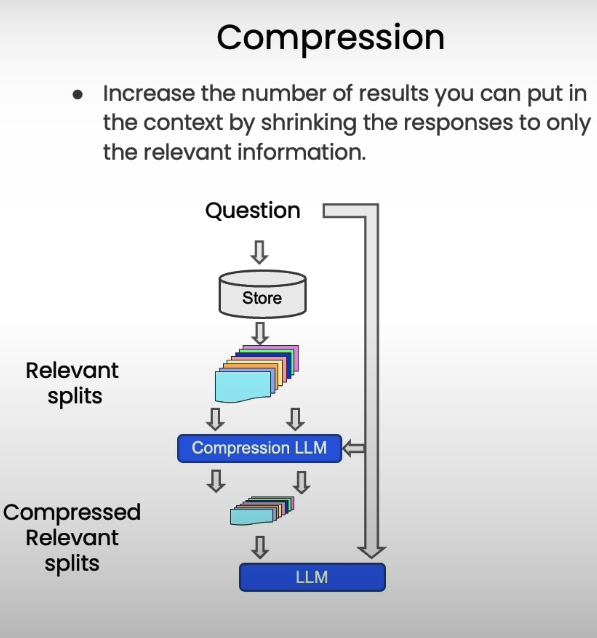 Compression
● Increase the number of results you can put in
the context by shrinking the responses to only
the relevant information.
Question
Store
Relevant
splits
Compression LLM
Compressed
Relevant
splits
LLM